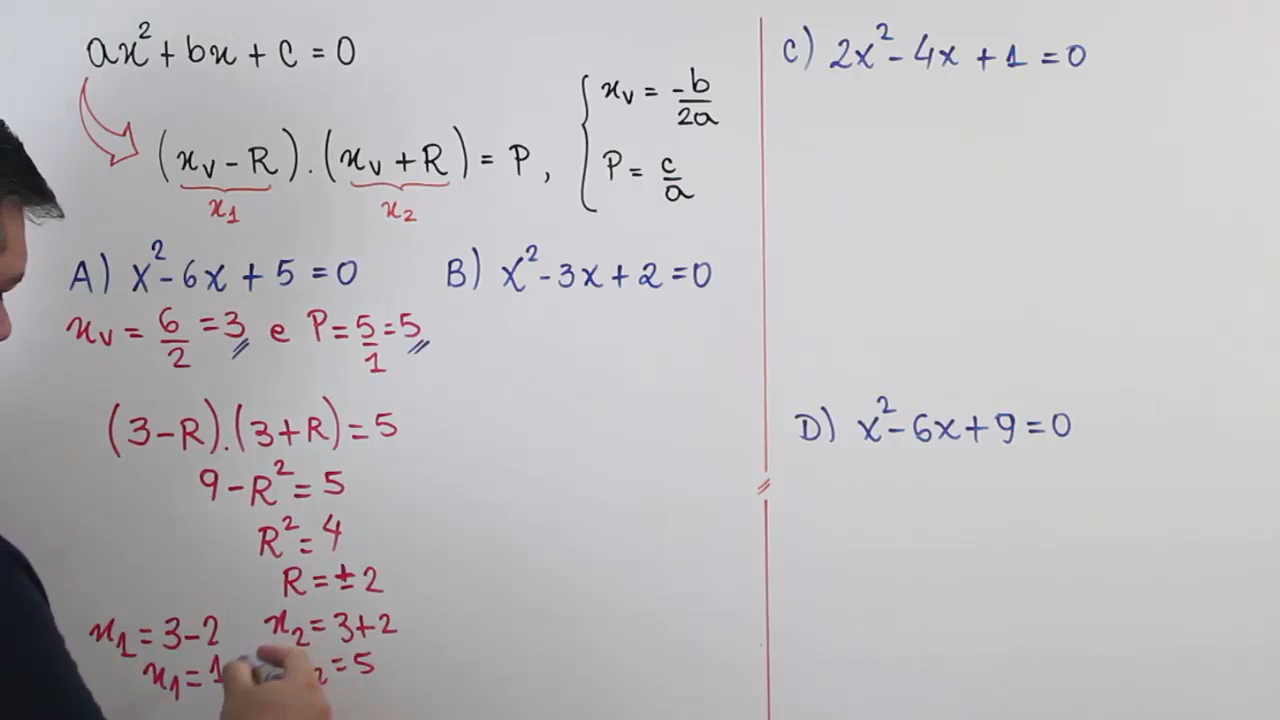 ax² + bx + c = 0
(xᵥ - R) . (xᵥ + R) = P ,
x₁ x₂
xᵥ = -b/2a
P = c/a
A) x² - 6x + 5 = 0
xᵥ = 6/2 = 3 e P = 5/1 = 5
(3 - R) . (3 + R) = 5
9 - R² = 5
R² = 4
R = ± 2
x₁ = 3 - 2 x₂ = 3 + 2
x₁ = 1 ₂ = 5
B) x² - 3x + 2 = 0
C) 2x² - 4x + 1 = 0
D) x² - 6x + 9 = 0